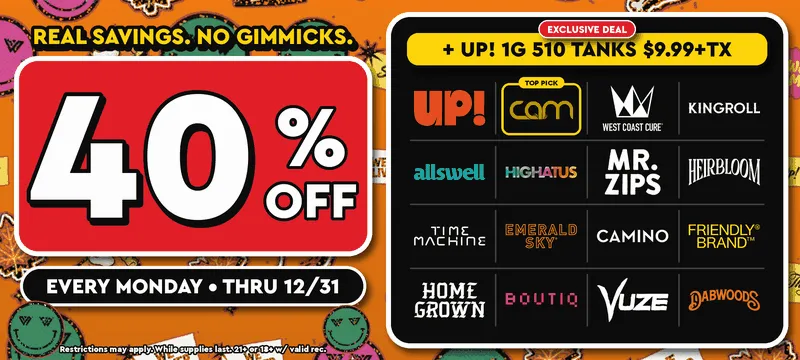 REAL SAVINGS. NO GIMMICKS.
40% OFF
EVERY MONDAY • THRU 12/31
Restrictions may apply. While supplies last. 21+ or 18+ w/ valid rec.
EXCLUSIVE DEAL
+ UP! 1G 510 TANKS $9.99+TX
UP!
TOP PICK
cam
WEST COAST CURE®
KINGROLL
allswell
HIGHATUS
MR. ZIPS
HEIRBLOOM
TIME MACHINE
EMERALD SKY®
CAMINO
FRIENDLY® BRAND™
HOME GROWN
BOUTIQ
VUZE
DABWOODS